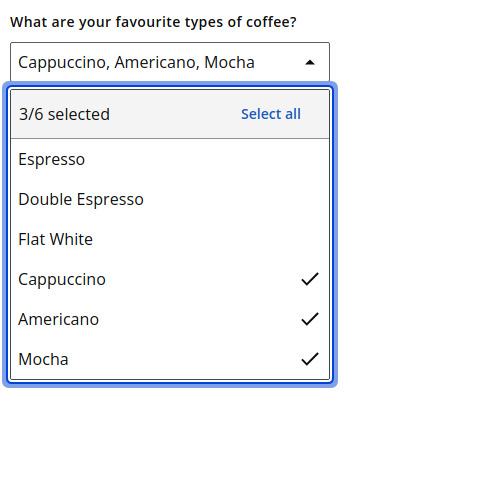 What are your favourite types of coffee?
Cappuccino, Americano, Mocha
3/6 selected Select all
Espresso
Double Espresso
Flat White
Cappuccino
Americano
Mocha